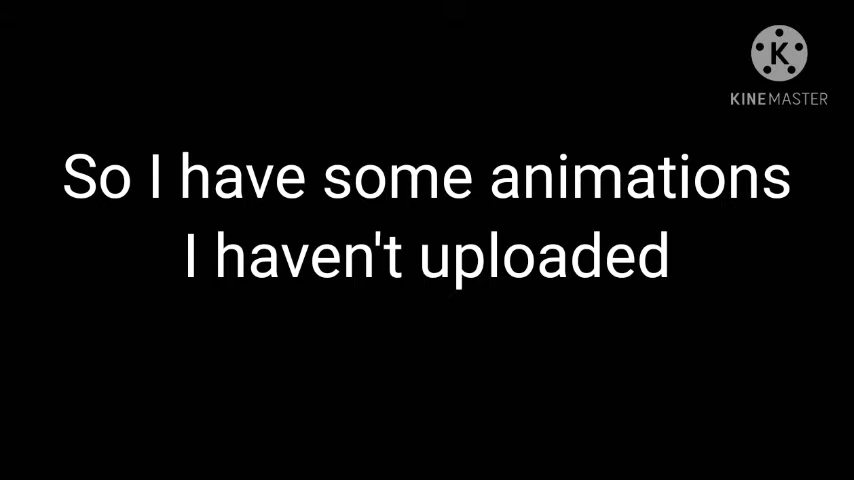 K
KINEMASTER
So I have some animations
I haven't uploaded